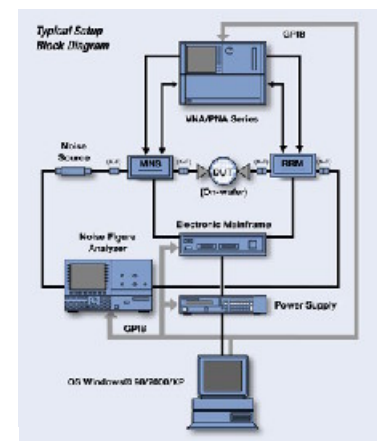 Typical Setup
Block Diagram
GPIB
VNA/PNA Series
Noise
Source
MNS
DUT
RRM
(On-wafer)
Electronic Mainframe
Noise Figure
Analyzer
Power Supply
GPIB
OS Windows® 98/2000/XP